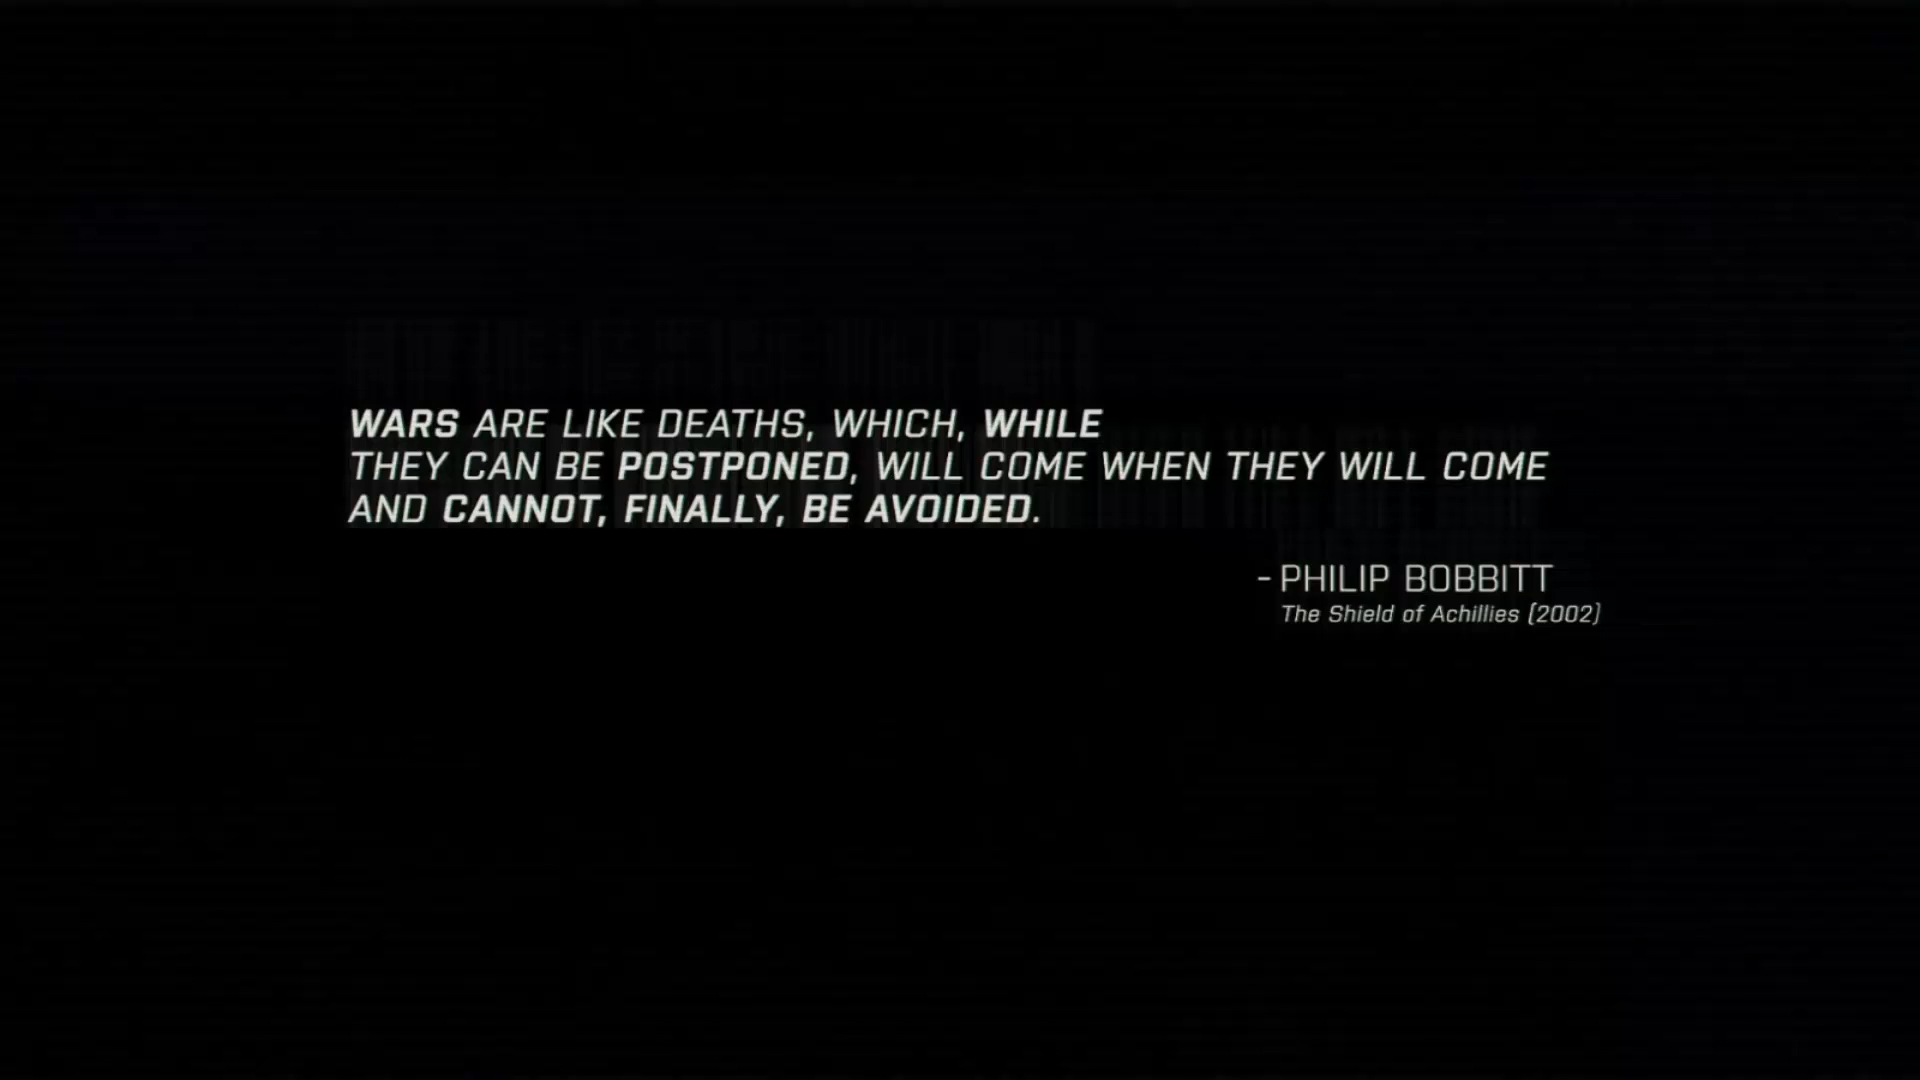 WARS ARE LIKE DEATHS, WHICH, WHILE
THEY CAN BE POSTPONED, WILL COME WHEN THEY WILL COME
AND CANNOT, FINALLY, BE AVOIDED.
- PHILIP BOBBITT
The Shield of Achillies (2002)